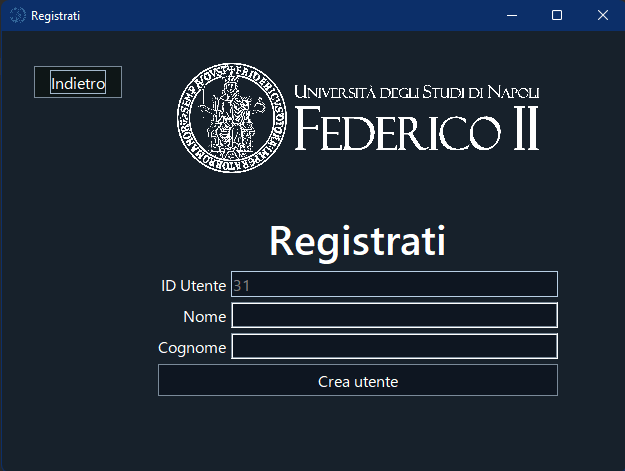 Registrati
Indietro
UNIVERSITÀ DEGLI STUDI DI NAPOLI
FEDERICO II
Registrati
ID Utente 31
Nome
Cognome
Crea utente